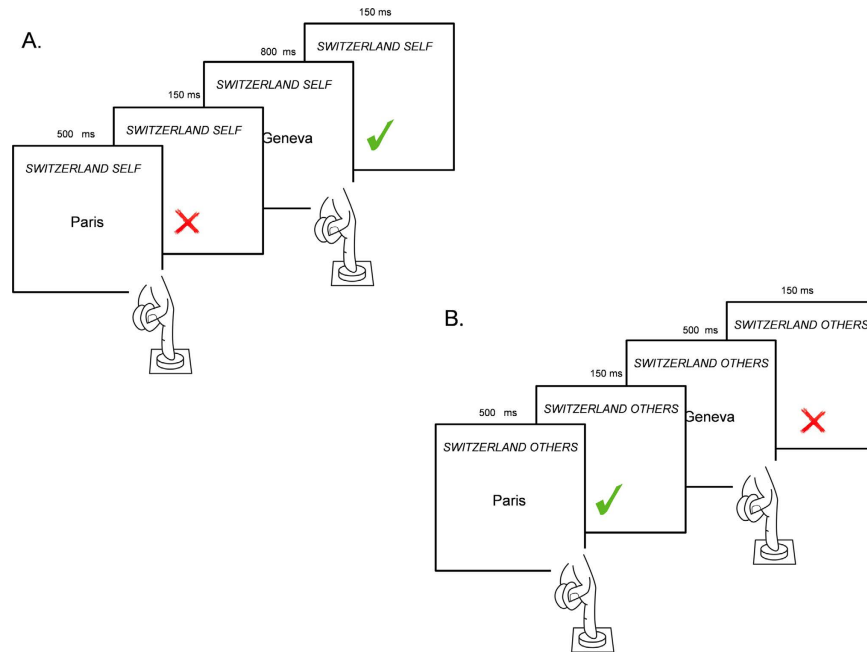 A.
150 ms
SWITZERLAND SELF
800 ms
SWITZERLAND SELF
Geneva
150 ms
SWITZERLAND SELF
500 ms
SWITZERLAND SELF
Paris
B.
150 ms
SWITZERLAND OTHERS
500 ms
SWITZERLAND OTHERS
Geneva
150 ms
SWITZERLAND OTHERS
500 ms
SWITZERLAND OTHERS
Paris